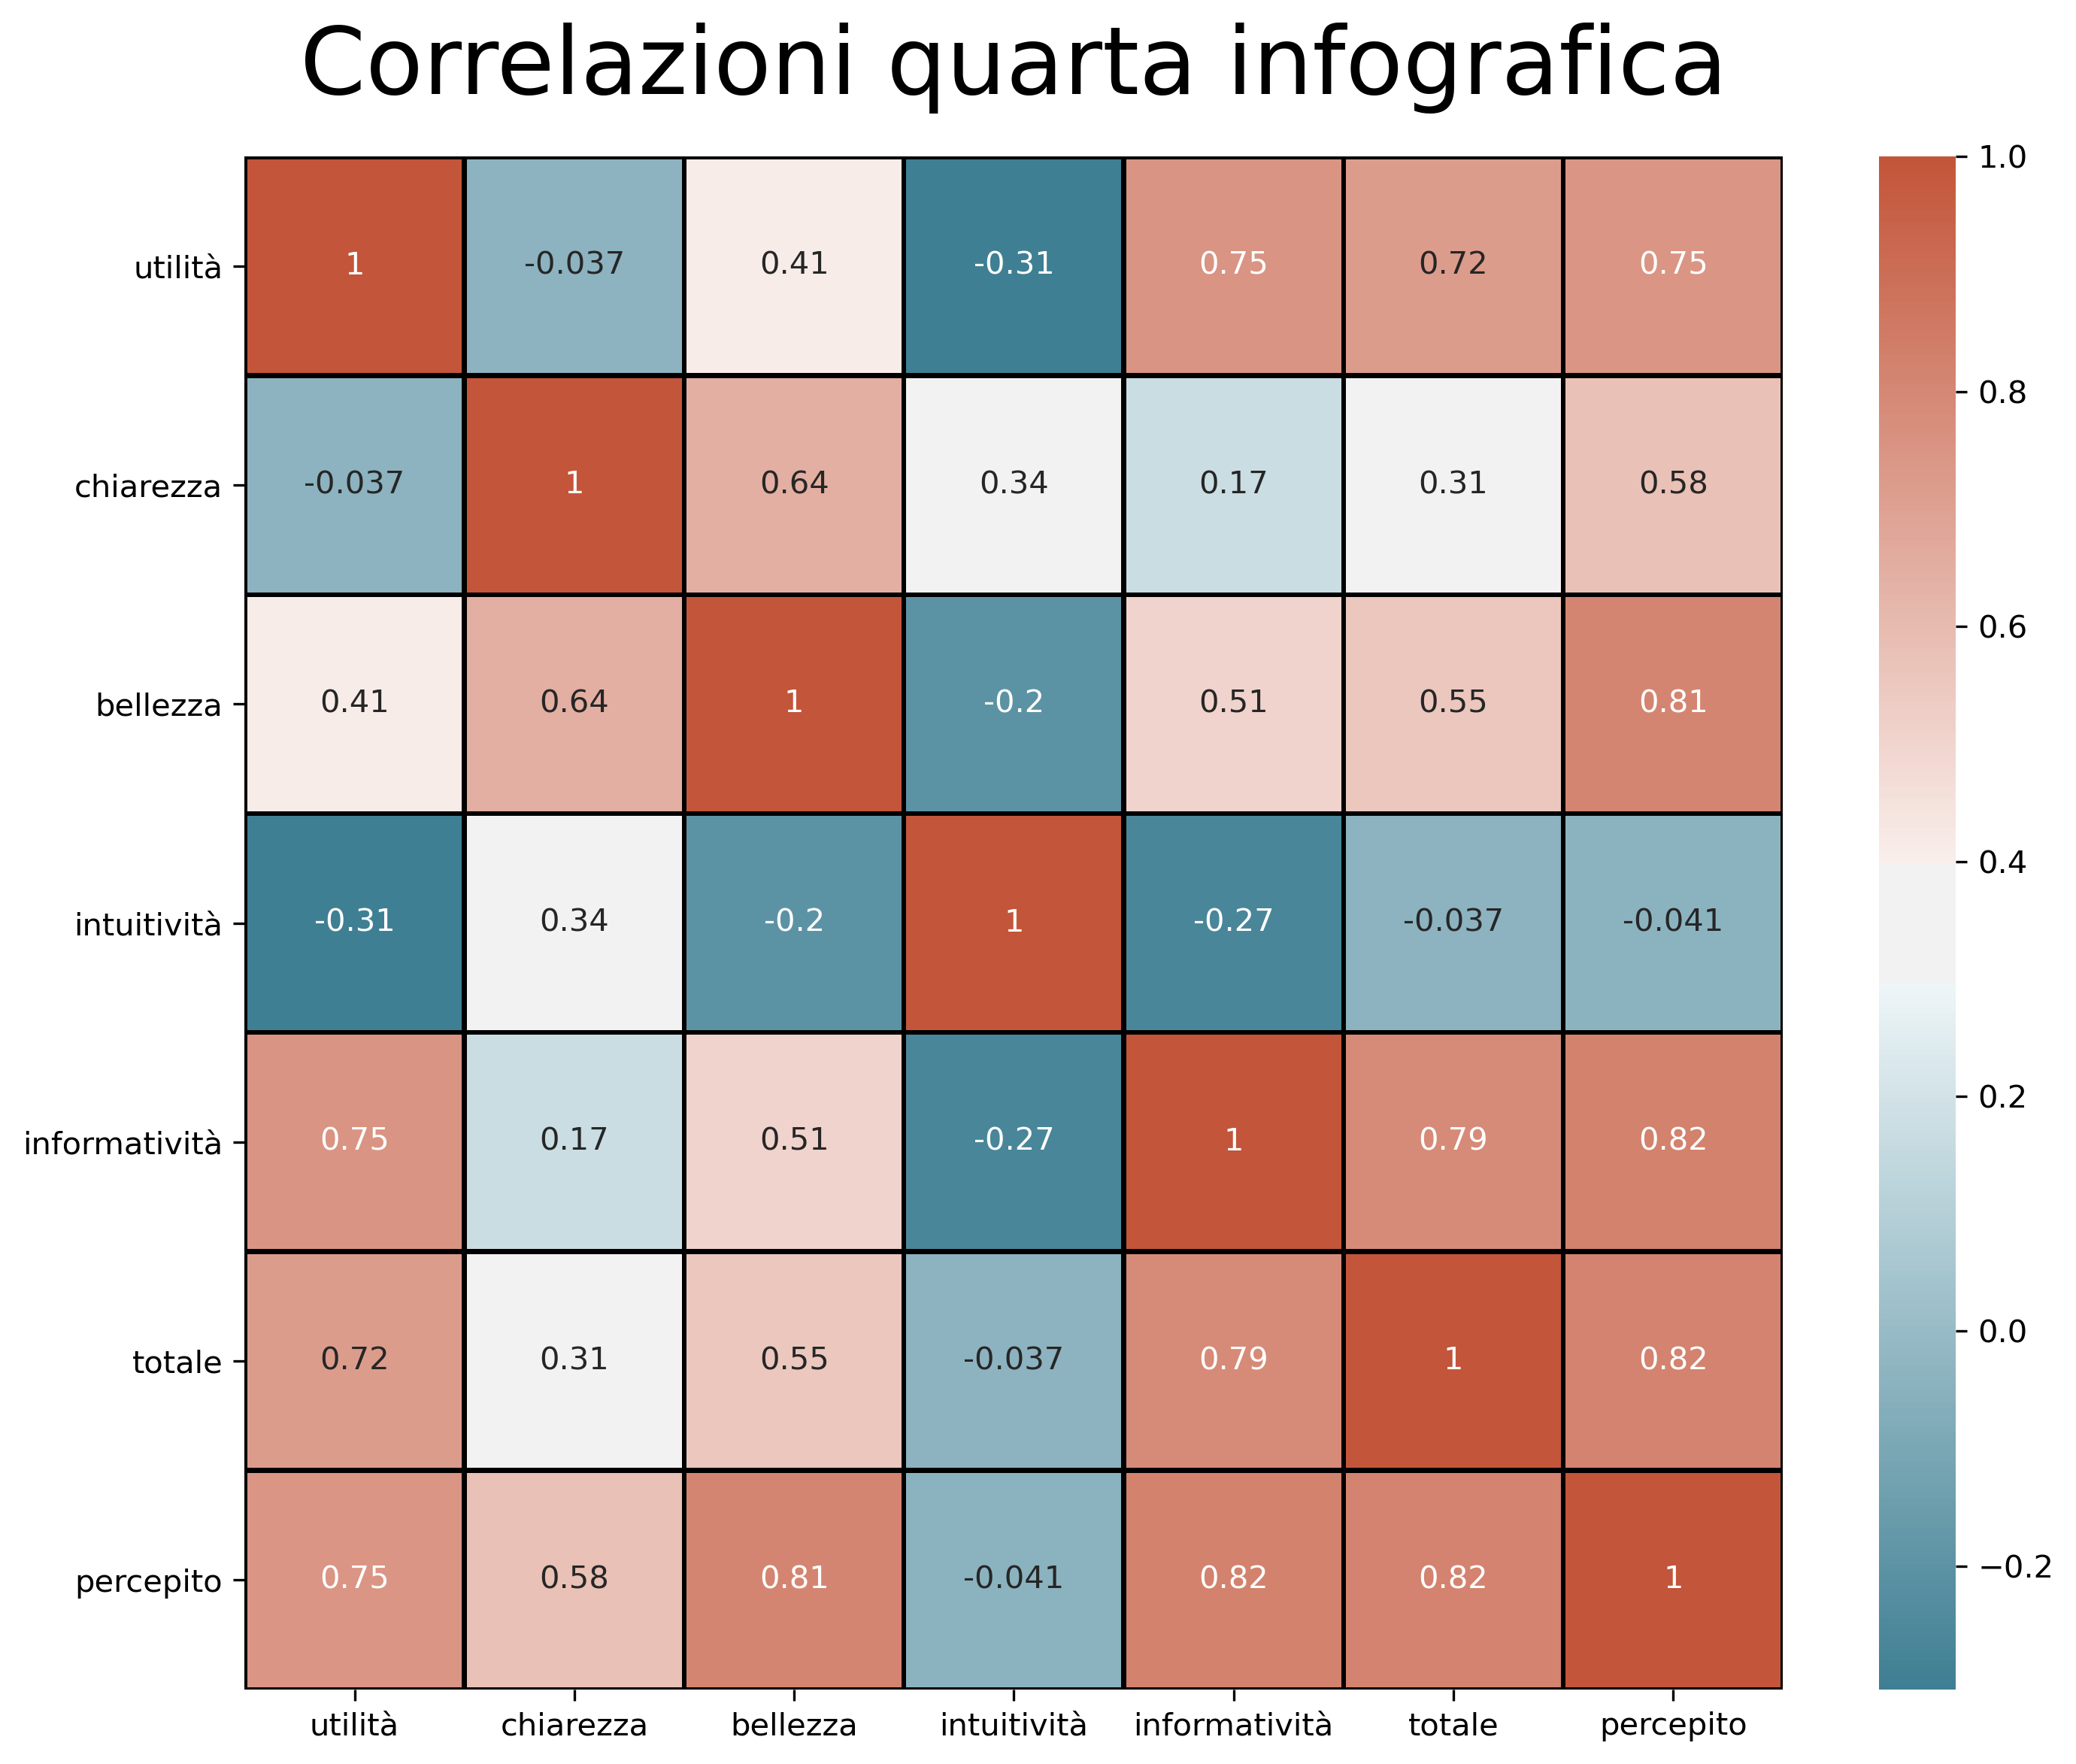 Correlazioni quarta infografica
utilità 1 -0.037 0.41 -0.31 0.75 0.72 0.75
chiarezza -0.037 1 0.64 0.34 0.17 0.31 0.58
bellezza 0.41 0.64 1 -0.2 0.51 0.55 0.81
intuitività -0.31 0.34 -0.2 1 -0.27 -0.037 -0.041
informatività 0.75 0.17 0.51 -0.27 1 0.79 0.82
totale 0.72 0.31 0.55 -0.037 0.79 1 0.82
percepito 0.75 0.58 0.81 -0.041 0.82 0.82 1
utilità chiarezza bellezza intuitività informatività totale percepito
1.0
0.8
0.6
0.4
0.2
0.0
−0.2